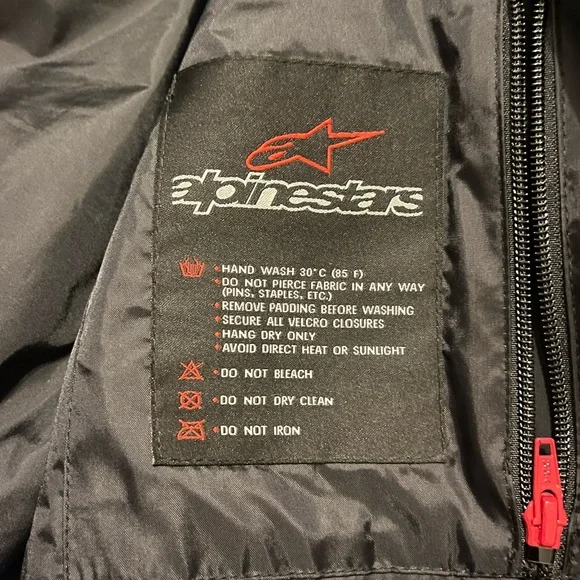 alpinestars
• HAND WASH 30°C (85 F)
• DO NOT PIERCE FABRIC IN ANY WAY
(PINS, STAPLES, ETC.)
• REMOVE PADDING BEFORE WASHING
• SECURE ALL VELCRO CLOSURES
• HANG DRY ONLY
• AVOID DIRECT HEAT OR SUNLIGHT
• DO NOT BLEACH
• DO NOT DRY CLEAN
• DO NOT IRON